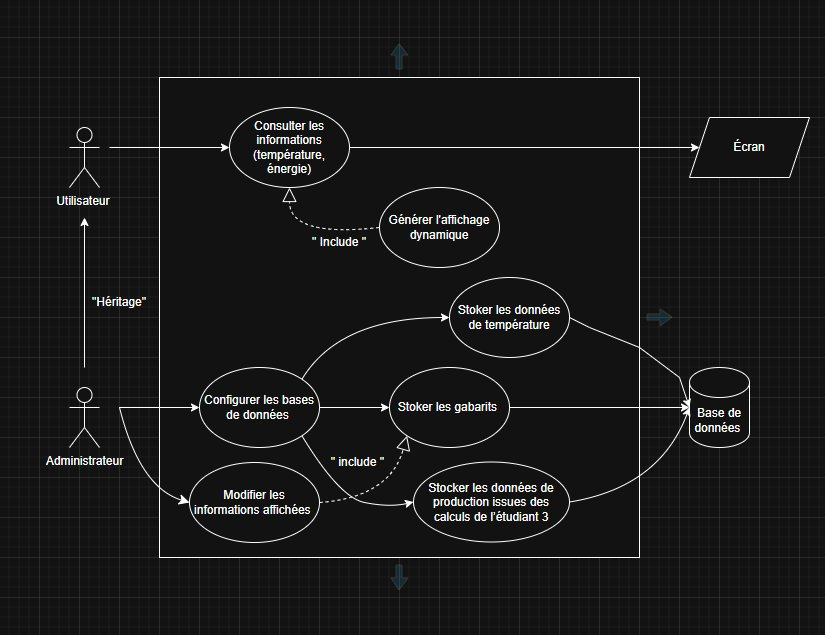 Consulter les
informations
(température,
énergie)
Écran
Utilisateur
Générer l'affichage
dynamique
" Include "
"Héritage"
Stoker les données
de température
Configurer les bases
de données
Stoker les gabarits
Base de
données
Administrateur
" include "
Modifier les
informations affichées
Stocker les données de
production issues des
calculs de l'étudiant 3